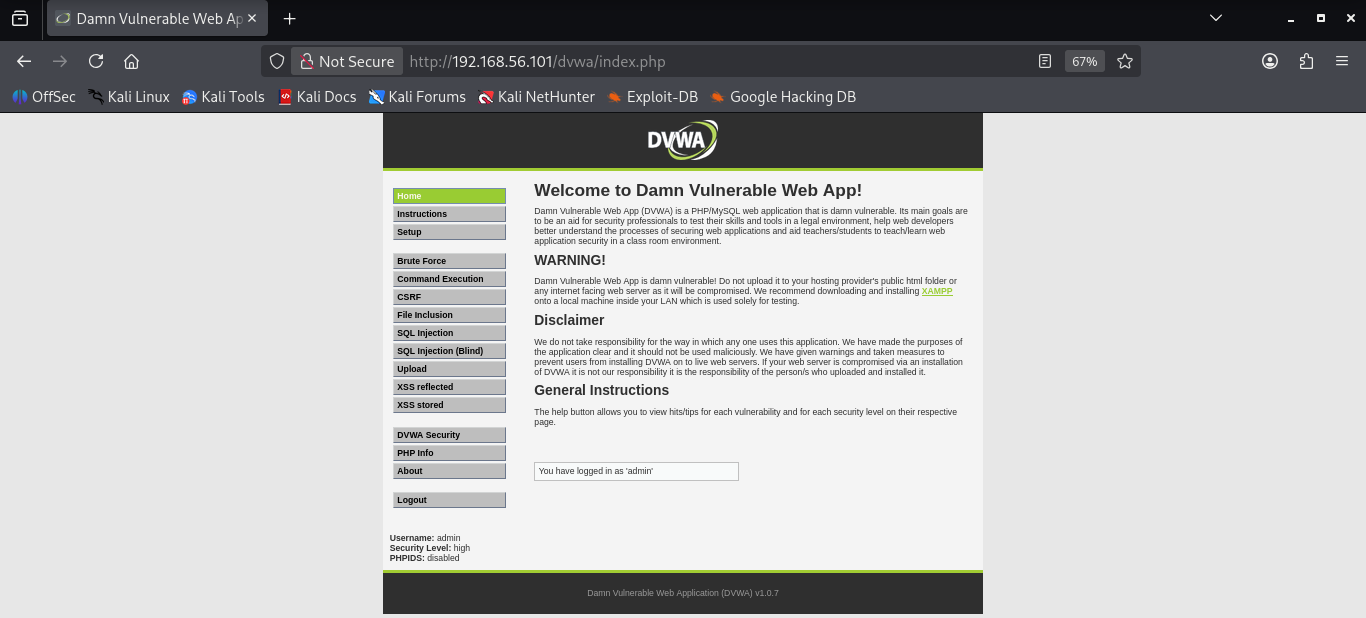 Damn Vulnerable Web Ap
Not Secure
http://192.168.56.101/dvwa/index.php
67%
OffSec
Kali Linux
Kali Tools
Kali Docs
Kali Forums
Kali NetHunter
Exploit-DB
Google Hacking DB
DVWA
Home
Instructions
Setup
Brute Force
Command Execution
CSRF
File Inclusion
SQL Injection
SQL Injection (Blind)
Upload
XSS reflected
XSS stored
DVWA Security
PHP Info
About
Logout
Username: admin
Security Level: high
PHPIDS: disabled
Welcome to Damn Vulnerable Web App!
Damn Vulnerable Web App (DVWA) is a PHP/MySQL web application that is damn vulnerable. Its main goals are
to be an aid for security professionals to test their skills and tools in a legal environment, help web developers
better understand the processes of securing web applications and aid teachers/students to teach/learn web
application security in a class room environment.
WARNING!
Damn Vulnerable Web App is damn vulnerable! Do not upload it to your hosting provider's public html folder or
any internet facing web server as it will be compromised. We recommend downloading and installing XAMPP
onto a local machine inside your LAN which is used solely for testing.
Disclaimer
We do not take responsibility for the way in which any one uses this application. We have made the purposes of
the application clear and it should not be used maliciously. We have given warnings and taken measures to
prevent users from installing DVWA on to live web servers. If your web server is compromised via an installation
of DVWA it is not our responsibility it is the responsibility of the person/s who uploaded and installed it.
General Instructions
The help button allows you to view hits/tips for each vulnerability and for each security level on their respective
page.
You have logged in as 'admin'
Damn Vulnerable Web Application (DVWA) v1.0.7